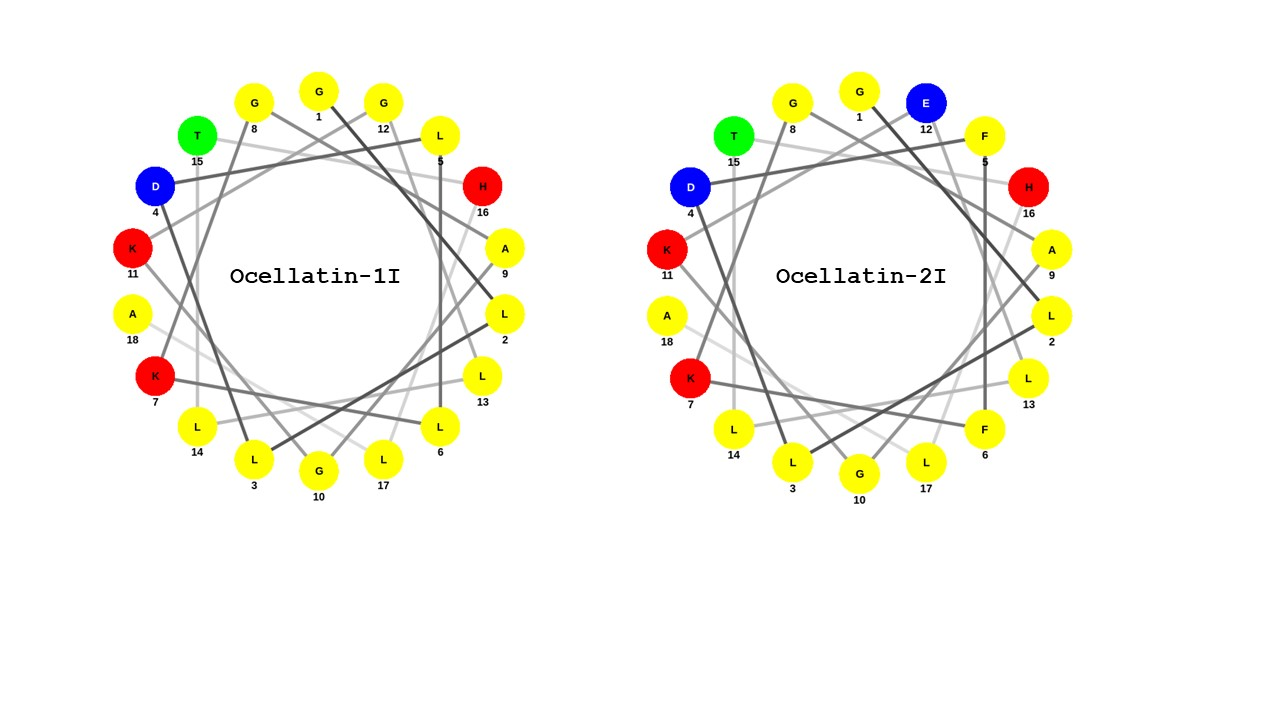 G G G
8 1 12
T L
15 5
D H
4 16
K A
11 9
Ocellatin-1I
A L
18 2
K L
7 13
L L
14 6
L G L
3 10 17
G G E
8 1 12
T F
15 5
D H
4 16
K A
11 9
Ocellatin-2I
A L
18 2
K L
7 13
L F
14 6
L G L
3 10 17